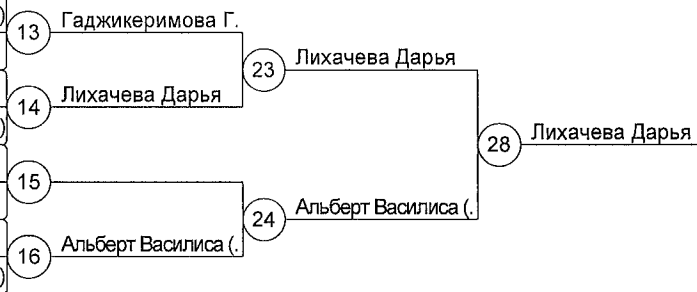 13 Гаджикеримова Г.
23 Лихачева Дарья
14 Лихачева Дарья
28 Лихачева Дарья
15
24 Альберт Василиса (.
16 Альберт Василиса (.